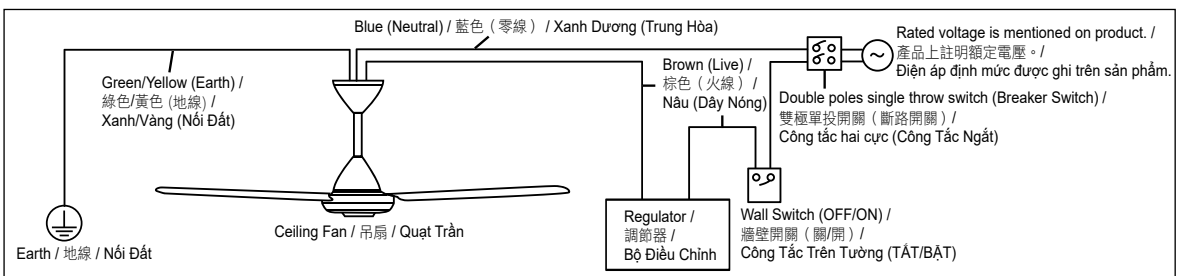 Blue (Neutral) / 藍色（零線） / Xanh Dương (Trung Hòa)
Green/Yellow (Earth) /
綠色/黃色 (地線) /
Xanh/Vàng (Nối Đất)
Earth / 地線 / Nối Đất
Ceiling Fan / 吊扇 / Quạt Trần
Brown (Live) /
棕色（火線） /
Nâu (Dây Nóng)
Regulator /
調節器 /
Bộ Điều Chỉnh
Rated voltage is mentioned on product. /
產品上註明額定電壓。/
Điện áp định mức được ghi trên sản phẩm.
Double poles single throw switch (Breaker Switch) /
雙極單投開關（斷路開關）/
Công tắc hai cực (Công Tắc Ngắt)
Wall Switch (OFF/ON) /
牆壁開關（關/開）/
Công Tắc Trên Tường (TẮT/BẬT)